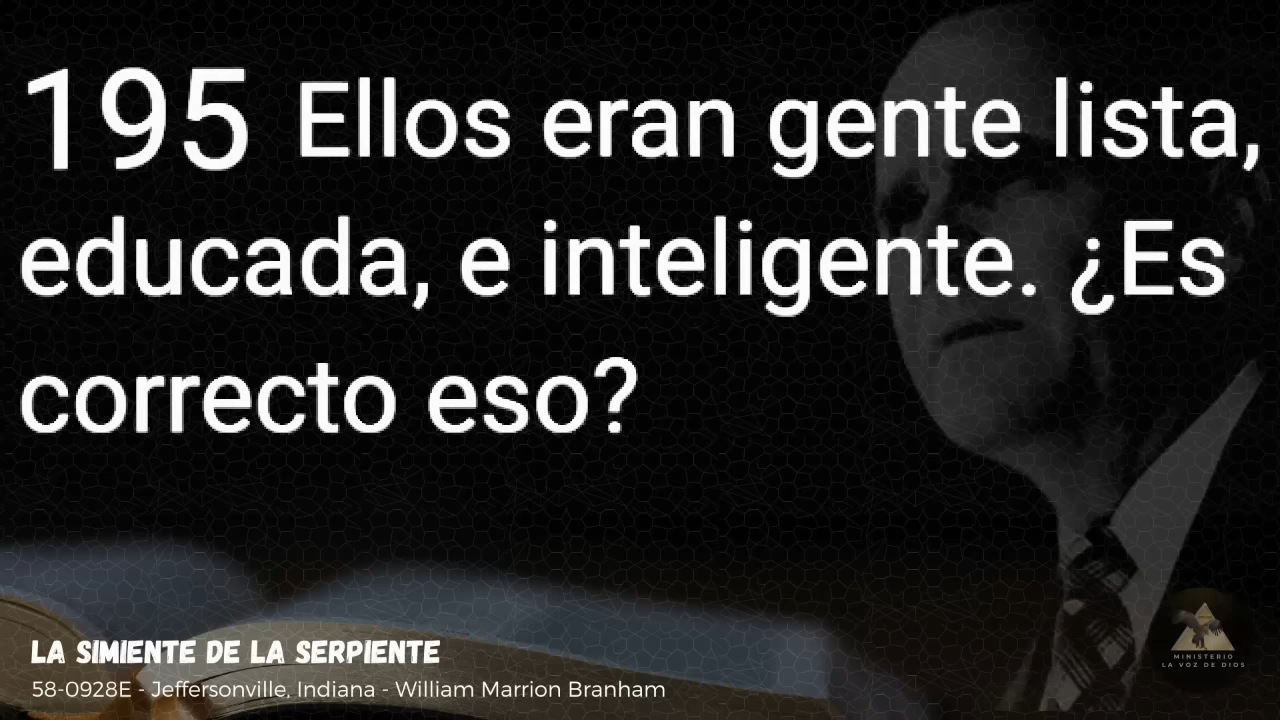 195 Ellos eran gente lista,
educada, e inteligente. ¿Es
correcto eso?
LA SIMIENTE DE LA SERPIENTE
58-0928E - Jeffersonville, Indiana - William Marrion Branham
MINISTERIO
LA VOZ DE DIOS